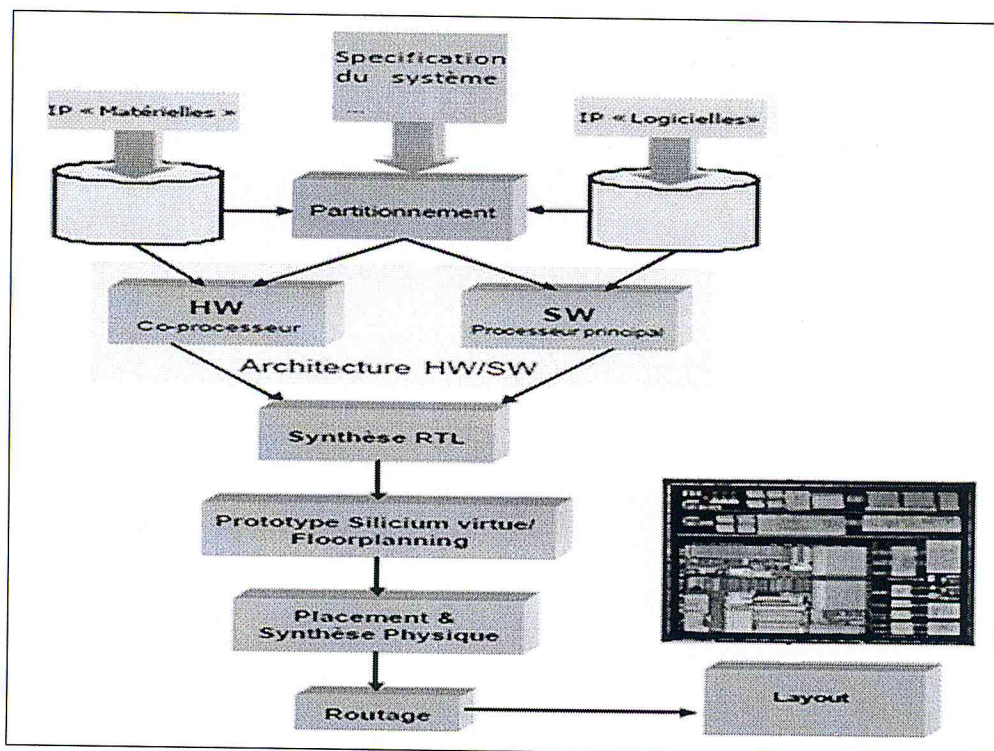 Specification
du système
...
IP « Matérielles »
IP « Logicielles»
Partitionnement
HW
Co-processeur
SW
Processeur principal
Architecture HW/SW
Synthèse RTL
Prototype Silicium virtue/
Floorplanning
Placement &
Synthèse Physique
Routage
Layout